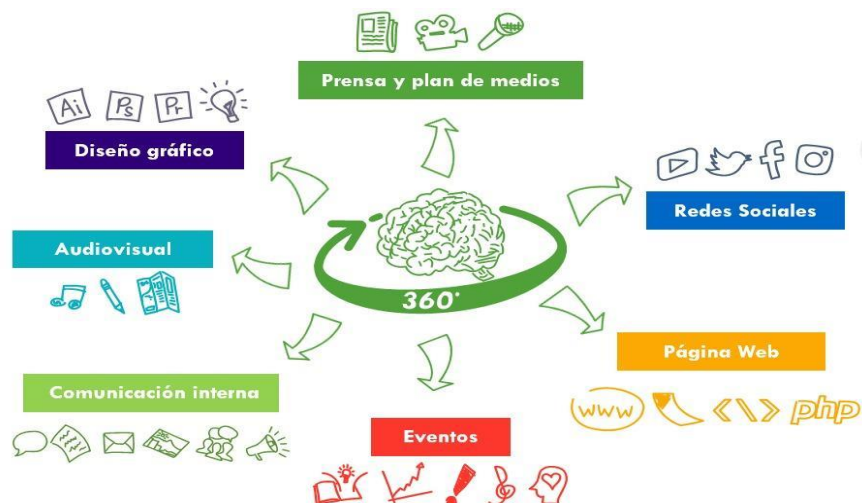 Prensa y plan de medios
Ai Ps Pr
Diseño gráfico
Redes Sociales
Audiovisual
360°
Página Web
www php
Comunicación interna
Eventos